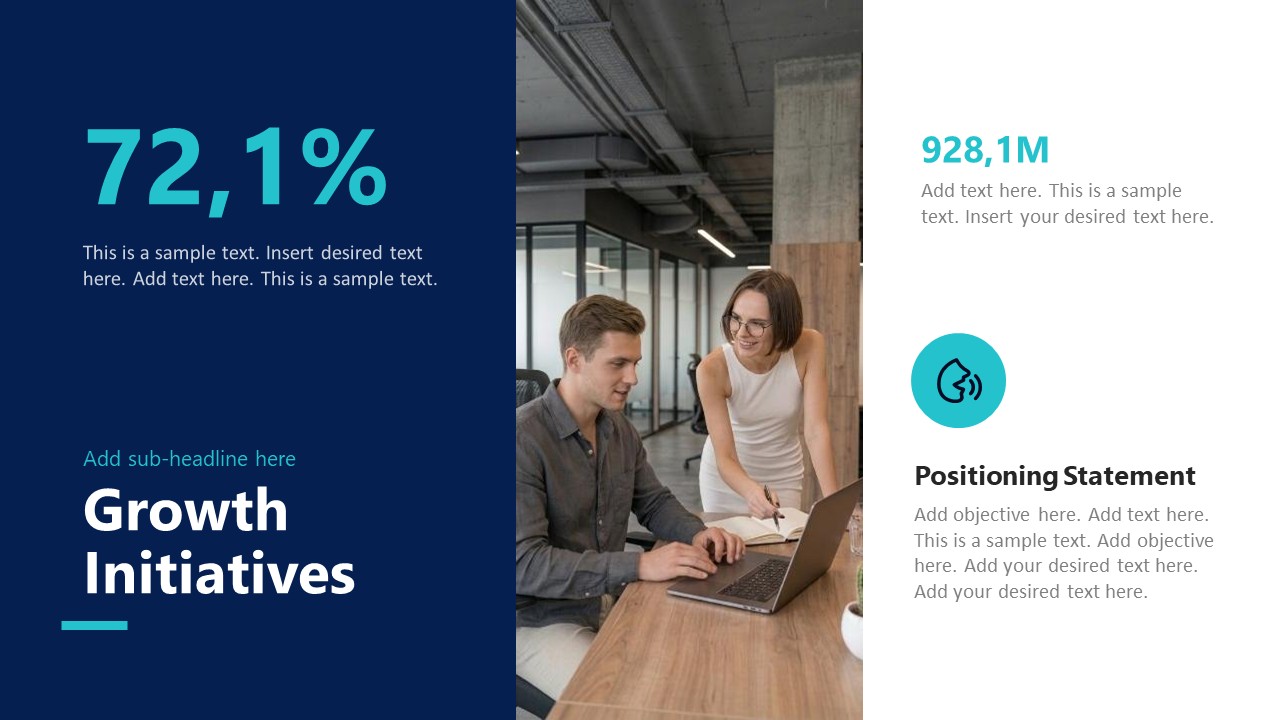 72,1%
This is a sample text. Insert desired text
here. Add text here. This is a sample text.
Add sub-headline here
Growth
Initiatives
928,1M
Add text here. This is a sample
text. Insert your desired text here.
Positioning Statement
Add objective here. Add text here.
This is a sample text. Add objective
here. Add your desired text here.
Add your desired text here.